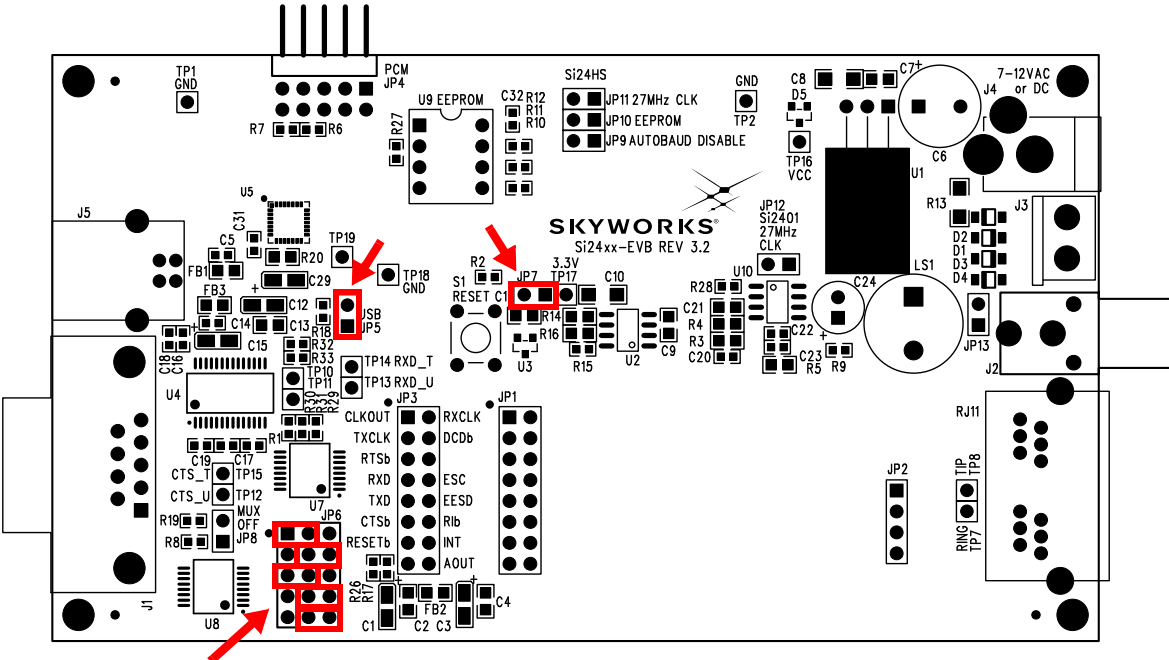 PCM
JP4
TP1
GND
R7
R6
R27
U9 EEPROM
C32
R12
R11
R10
Si24HS
JP11 27MHz CLK
JP10 EEPROM
JP9 AUTOBAUD DISABLE
GND
TP2
C8
D5
TP16
VCC
C7
+
7-12VAC
or DC
J4
C6
U1
R13
J3
D2
D1
D3
D4
SKYWORKS®
Si24xx-EVB REV 3.2
JP12
Si2401
27MHz
CLK
U10
J5
U5
C31
C5
FB1
R20
C29
TP19
TP18
GND
FB3
+
C12
C14
C13
+
C15
C18
C16
R18
USB
JP5
R32
R33
S1
RESET
R2
JP7
3.3V
TP17
C10
C1
R14
R16
R15
U3
U2
C9
R28
C21
R4
R3
C20
C22
C23
R5
C24
+
R9
LS1
JP13
J2
U4
TP10
TP11
R30
R31
R29
R1
TP14 RXD_T
TP13 RXD_U
C19
C17
CTS_T
TP15
CTS_U
TP12
U7
R19
R8
MUX
OFF
JP8
U8
J1
JP6
JP3
CLKOUT
RXCLK
TXCLK
DCDb
RTSb
RXD
ESC
TXD
EESD
CTSb
RIb
RESETb
INT
AOUT
JP1
R26
R17
+
C1
C2
FB2
C3
+
C4
JP2
RJ11
TIP
TP8
RING
TP7